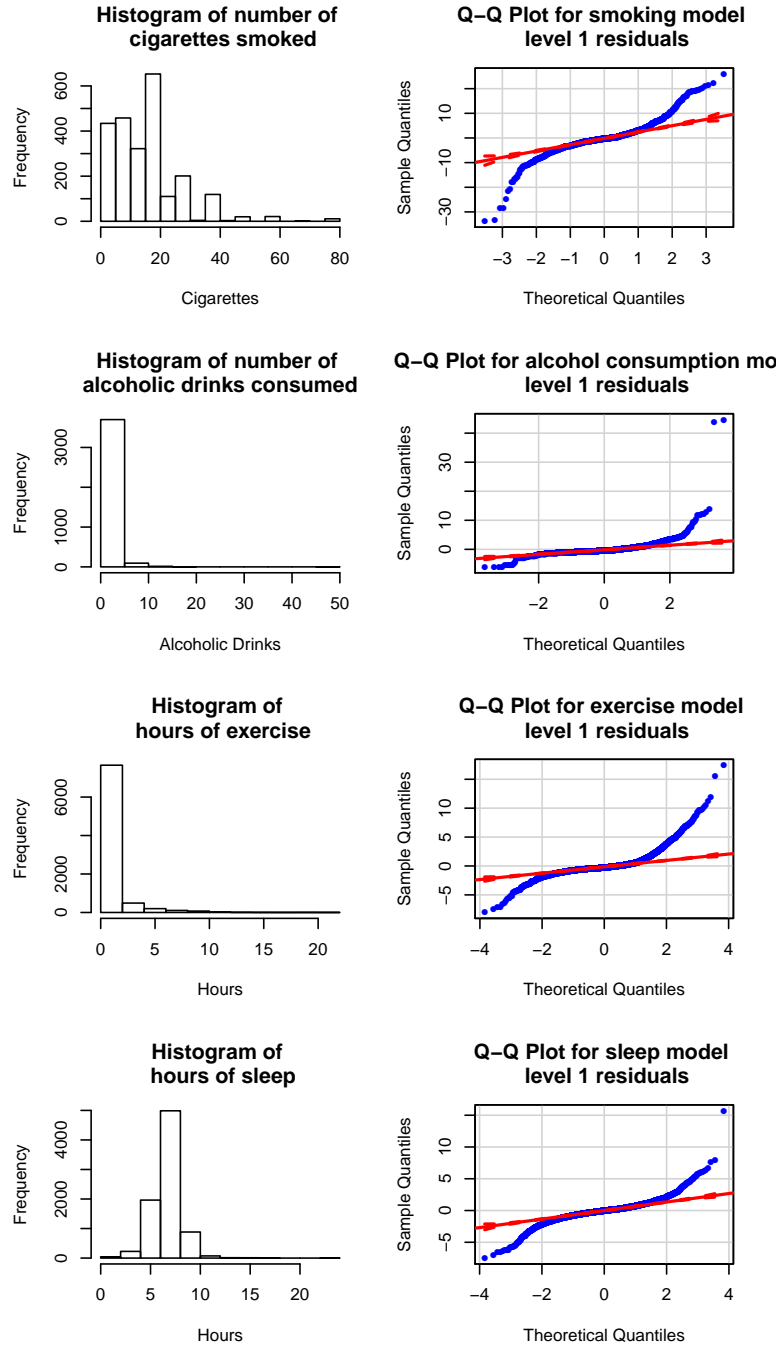 Histogram of number of
cigarettes smoked
Frequency
0 200 400 600
0 20 40 60 80
Cigarettes
Q−Q Plot for smoking model
level 1 residuals
Sample Quantiles
−30 −10 10
−3 −2 −1 0 1 2 3
Theoretical Quantiles
Histogram of number of
alcoholic drinks consumed
Frequency
0 1000 3000
0 10 20 30 40 50
Alcoholic Drinks
Q−Q Plot for alcohol consumption mo
level 1 residuals
Sample Quantiles
0 10 30
−2 0 2
Theoretical Quantiles
Histogram of
hours of exercise
Frequency
0 2000 6000
0 5 10 15 20
Hours
Q−Q Plot for exercise model
level 1 residuals
Sample Quantiles
−5 0 5 10
−4 −2 0 2 4
Theoretical Quantiles
Histogram of
hours of sleep
Frequency
0 2000 4000
0 5 10 15 20
Hours
Q−Q Plot for sleep model
level 1 residuals
Sample Quantiles
−5 0 5 10
−4 −2 0 2 4
Theoretical Quantiles